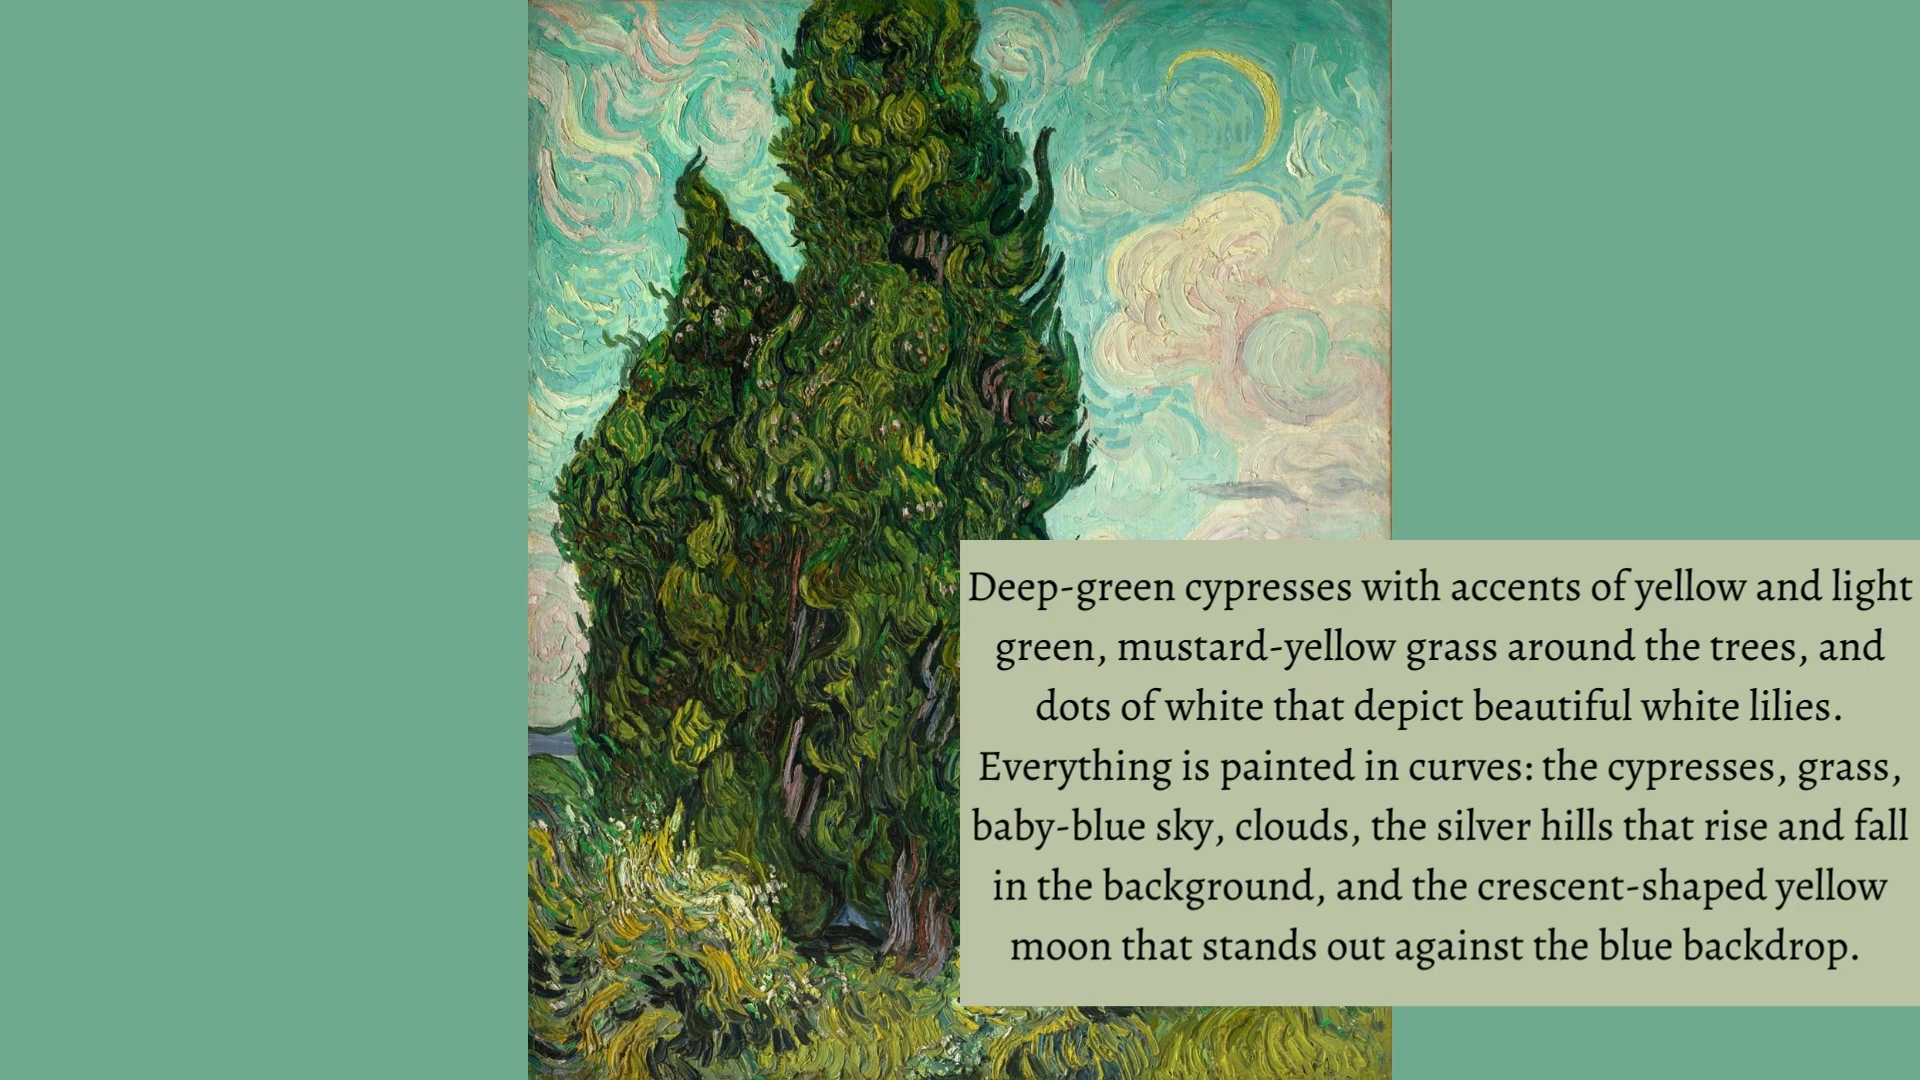 Deep-green cypresses with accents of yellow and light
green, mustard-yellow grass around the trees, and
dots of white that depict beautiful white lilies.
Everything is painted in curves: the cypresses, grass,
baby-blue sky, clouds, the silver hills that rise and fall
in the background, and the crescent-shaped yellow
moon that stands out against the blue backdrop.